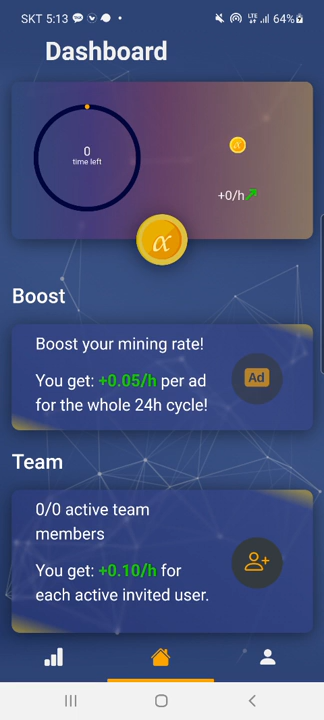 SKT 5:13
LTE
64%
Dashboard
0
time left
+0/h
α
Boost
Boost your mining rate!
You get: +0.05/h per ad
for the whole 24h cycle!
Ad
Team
0/0 active team
members
You get: +0.10/h for
each active invited user.